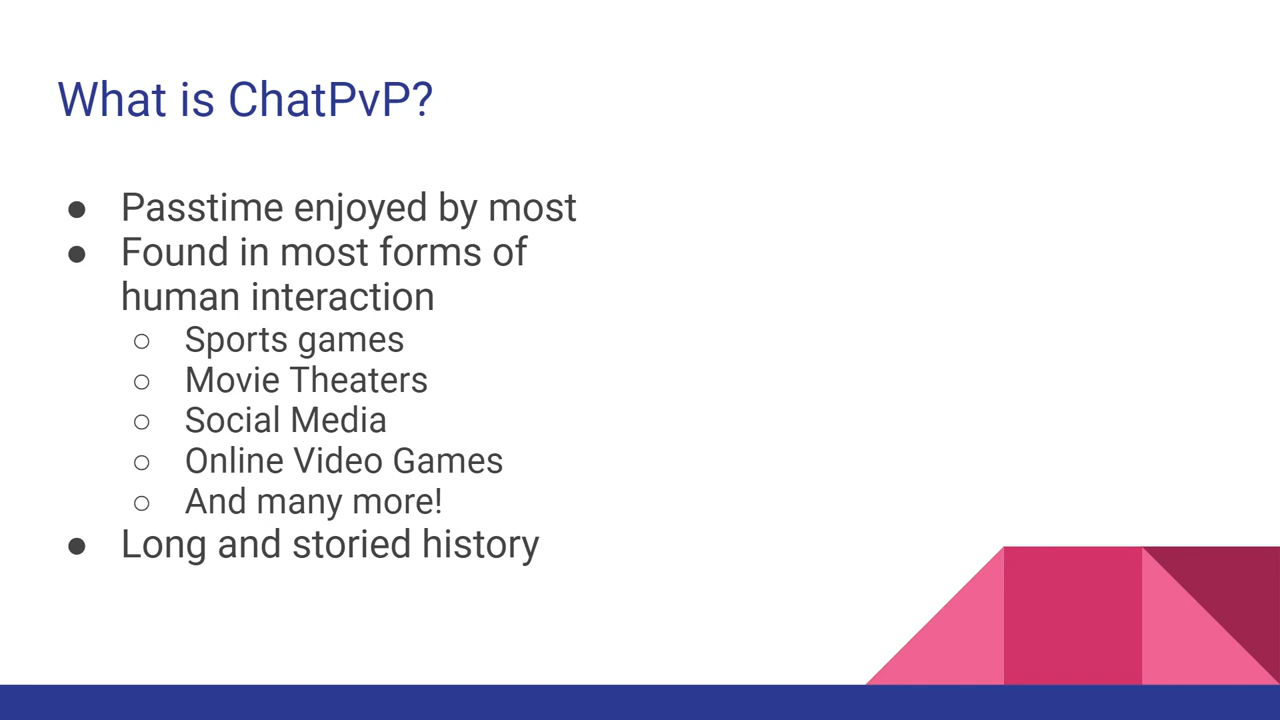 What is ChatPvP?
● Passtime enjoyed by most
● Found in most forms of
human interaction
○ Sports games
○ Movie Theaters
○ Social Media
○ Online Video Games
○ And many more!
● Long and storied history